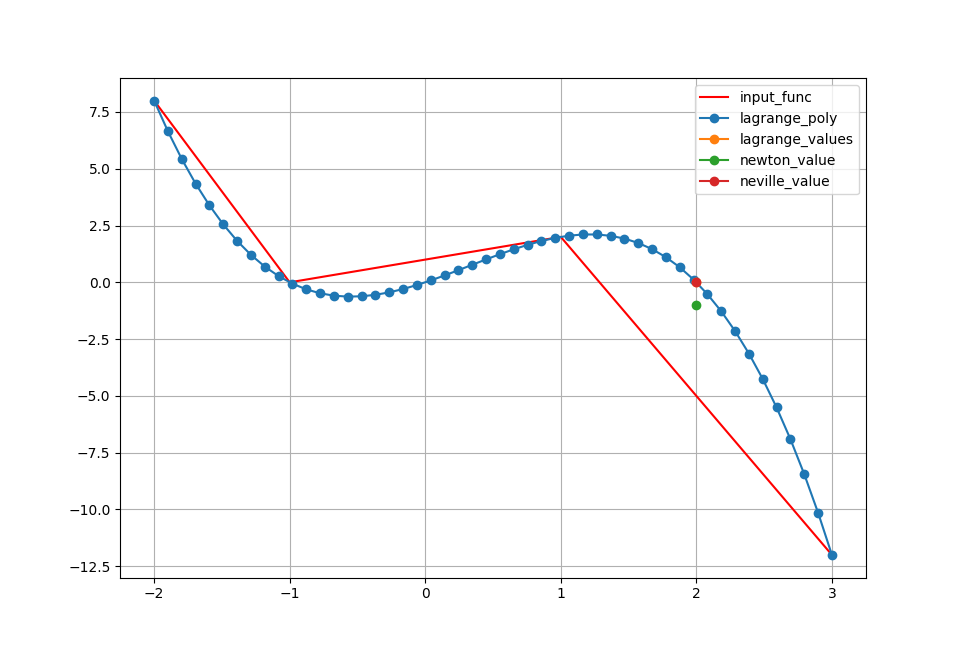 input_func
lagrange_poly
lagrange_values
newton_value
neville_value
7.5
5.0
2.5
0.0
−2.5
−5.0
−7.5
−10.0
−12.5
−2 −1 0 1 2 3